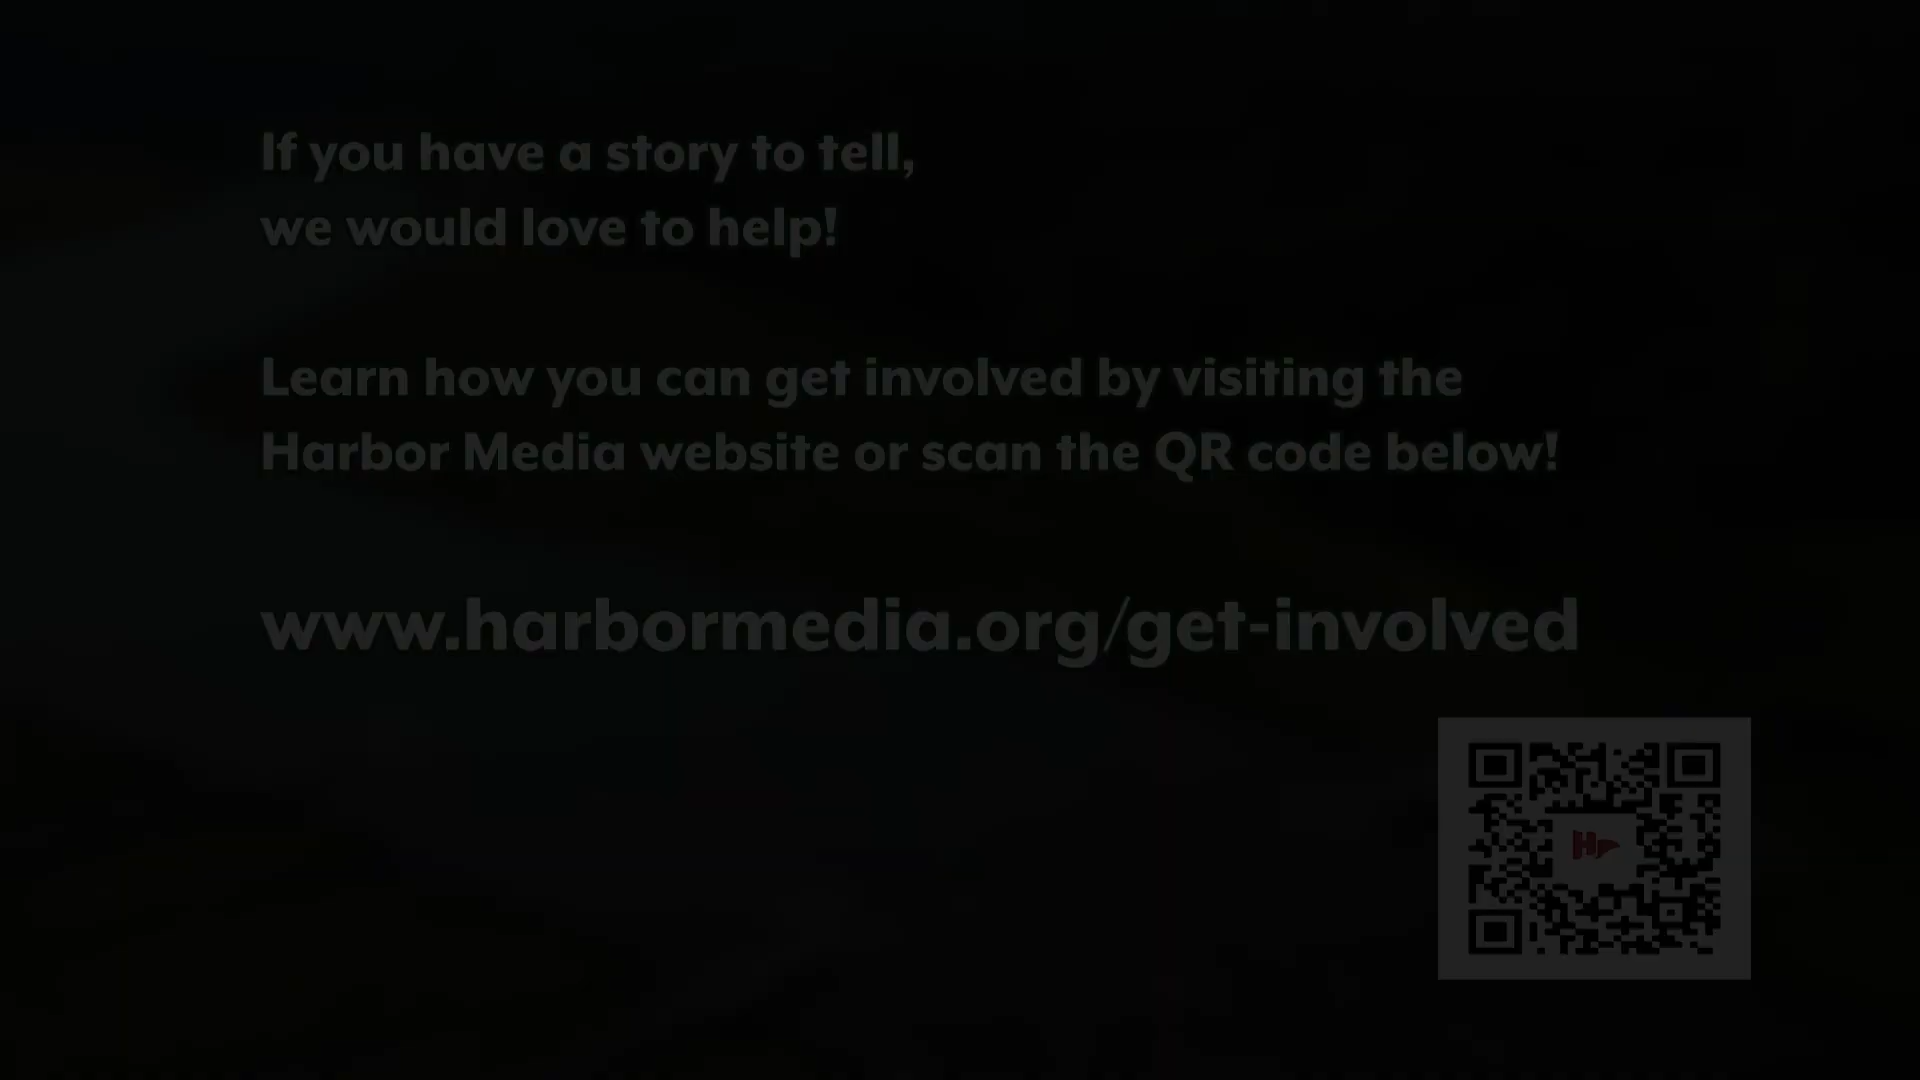 If you have a story to tell,
we would love to help!
Learn how you can get involved by visiting the
Harbor Media website or scan the QR code below!
www.harbormedia.org/get-involved
H